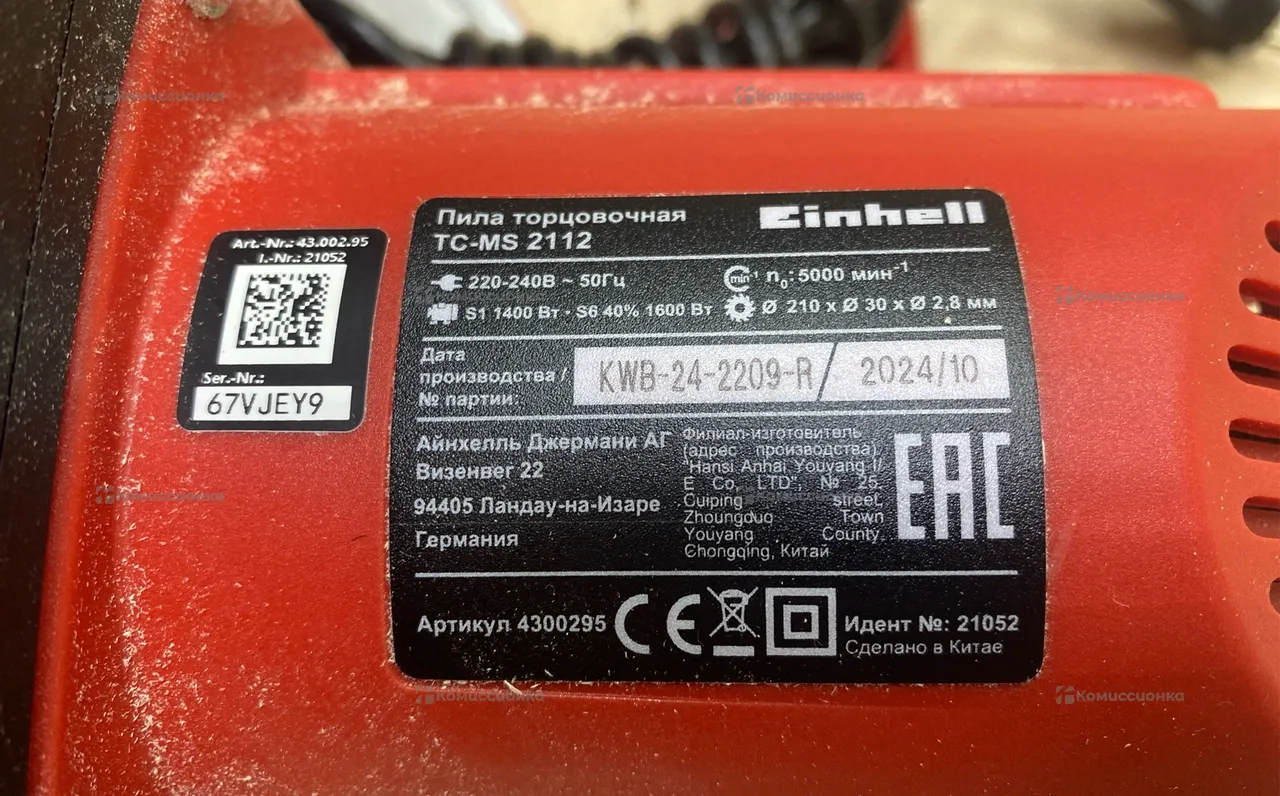 Art.-Nr.: 43.002.95
I.-Nr.: 21052
Ser.-Nr.:
67VJEY9
Пила торцовочная
TC-MS 2112
Einhell
220-240В ~ 50Гц
min⁻¹ n₀: 5000 мин⁻¹
S1 1400 Вт · S6 40% 1600 Вт
Ø 210 x Ø 30 x Ø 2,8 мм
Дата
производства /
№ партии:
KWB-24-2209-R / 2024/10
Айнхелль Джермани АГ
Визенвег 22
94405 Ландау-на-Изаре
Германия
Филиал-изготовитель
(адрес производства)
"Hansi Anhai Youyang I/
E Co, LTD", № 25,
Cuiping street,
Zhoungduo Town
Youyang County,
Chongqing, Китай
EAC
Артикул 4300295
CE
Идент №: 21052
Сделано в Китае
Комиссионка
Комиссионка
Комиссионка
Комиссионка
Комиссионка
Комиссионка